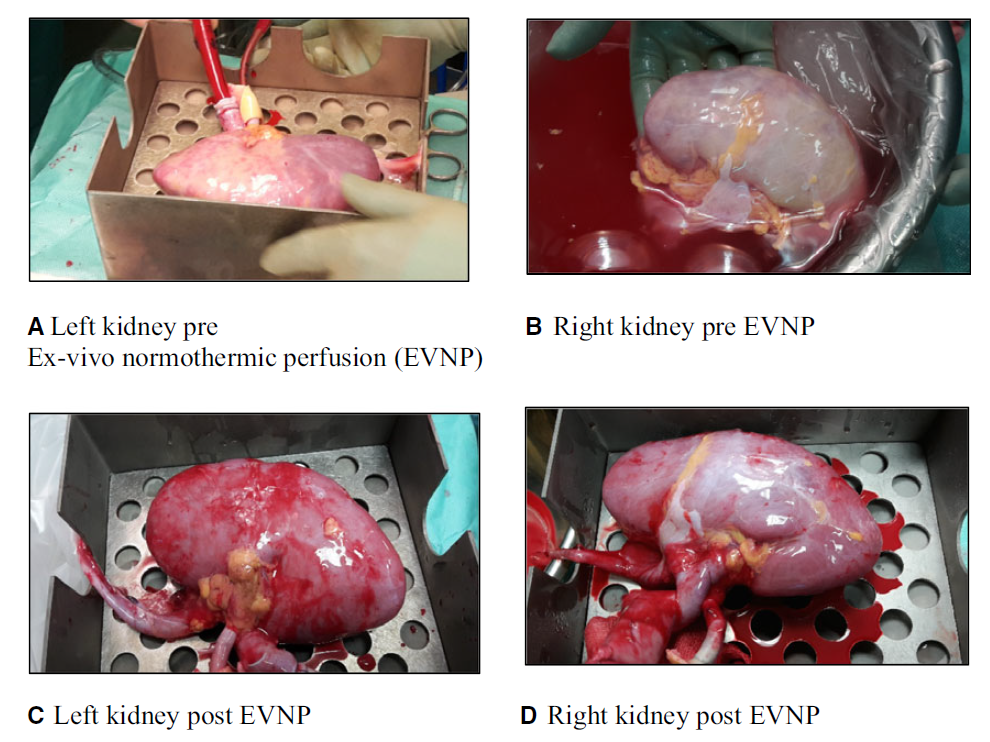 A Left kidney pre
Ex-vivo normothermic perfusion (EVNP)
B Right kidney pre EVNP
C Left kidney post EVNP
D Right kidney post EVNP